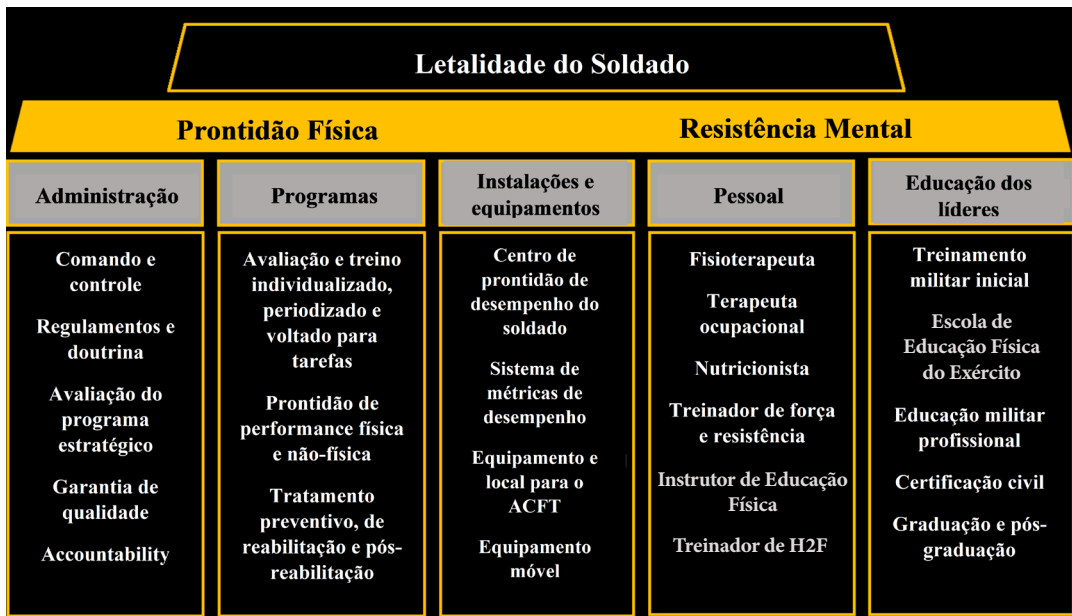 Letalidade do Soldado
Prontidão Física
Resistência Mental
Administração
Comando e
controle
Regulamentos e
doutrina
Avaliação do
programa
estratégico
Garantia de
qualidade
Accountability
Programas
Avaliação e treino
individualizado,
periodizado e
voltado para
tarefas
Prontidão de
performance física
e não-física
Tratamento
preventivo, de
reabilitação e pós-
reabilitação
Instalações e
equipamentos
Centro de
prontidão de
desempenho do
soldado
Sistema de
métricas de
desempenho
Equipamento e
local para o
ACFT
Equipamento
móvel
Pessoal
Fisioterapeuta
Terapeuta
ocupacional
Nutricionista
Treinador de força
e resistência
Instrutor de Educação
Física
Treinador de H2F
Educação dos
líderes
Treinamento
militar inicial
Escola de
Educação Física
do Exército
Educação militar
profissional
Certificação civil
Graduação e pós-
graduação